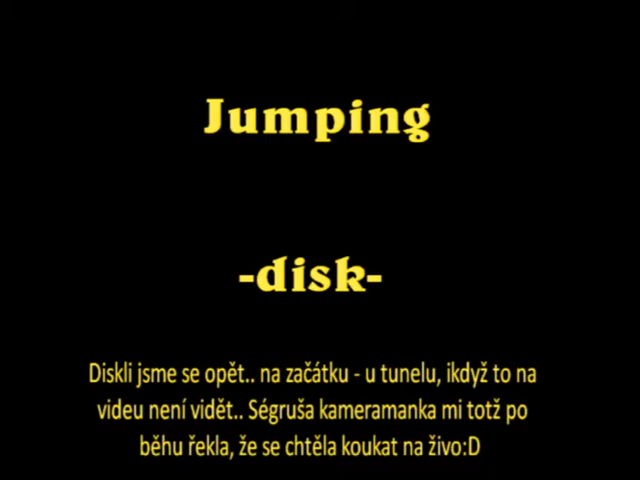 Jumping
-disk-
Diskli jsme se opět.. na začátku - u tunelu, ikdyž to na
videu není vidět.. Ségruša kameramanka mi totž po
běhu řekla, že se chtěla koukat na živo:D